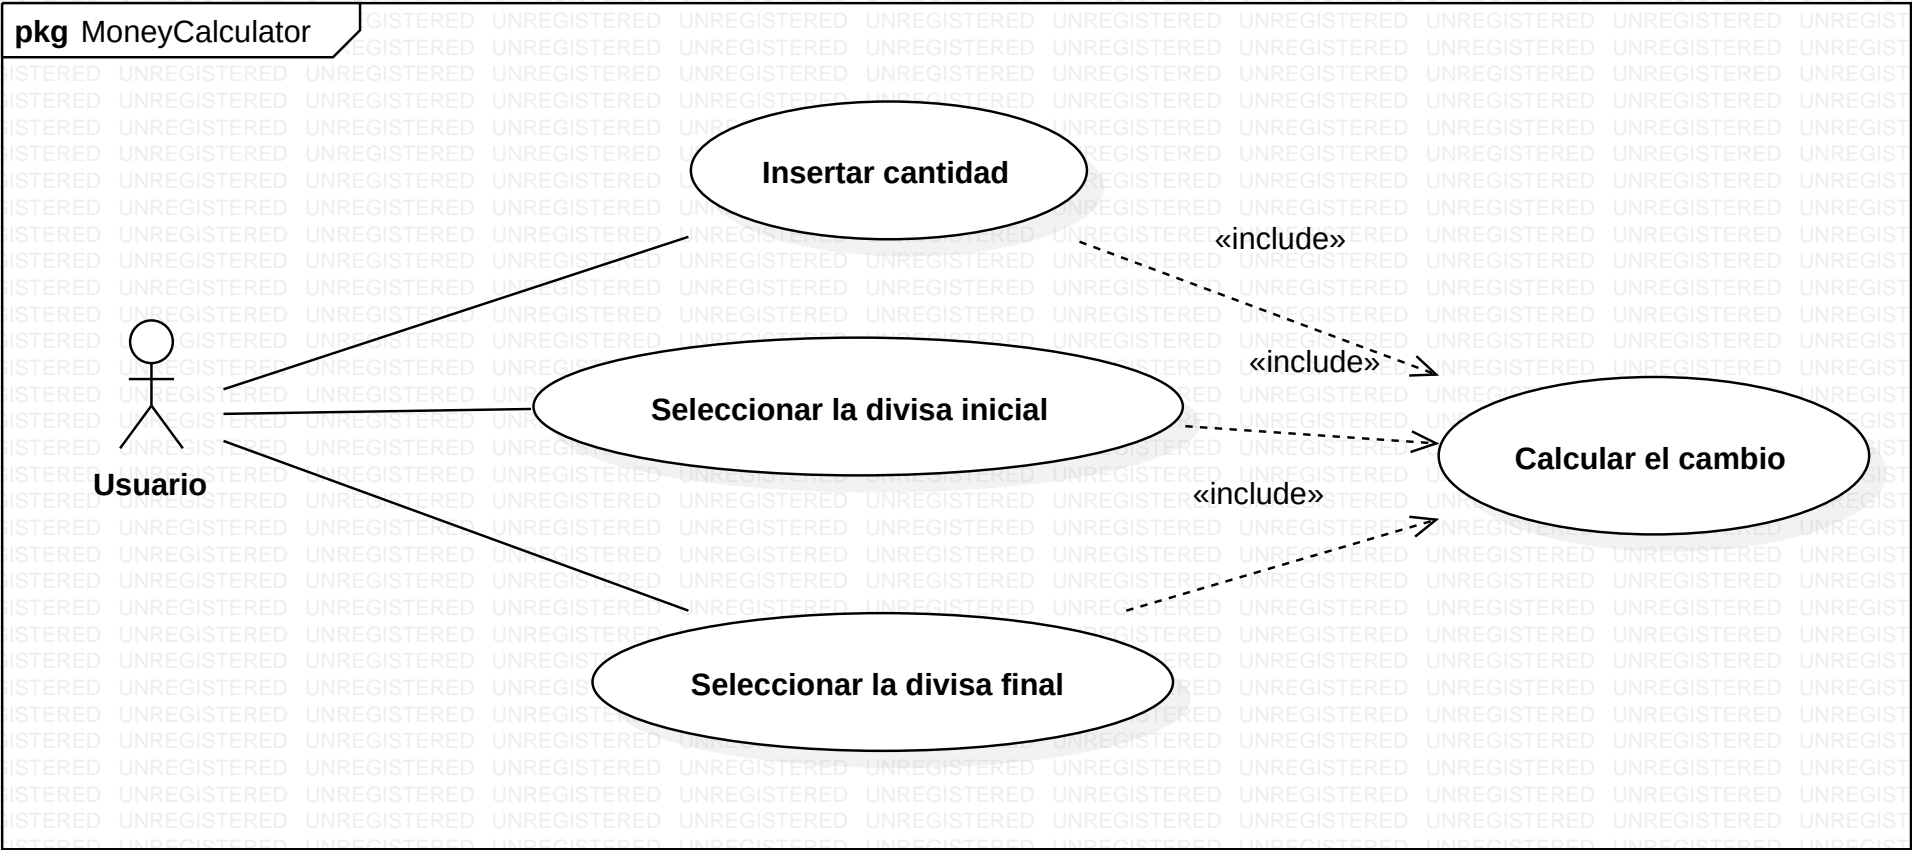 pkg MoneyCalculator
Insertar cantidad
«include»
«include»
Seleccionar la divisa inicial
Calcular el cambio
Usuario
«include»
Seleccionar la divisa final
UNREGISTERED